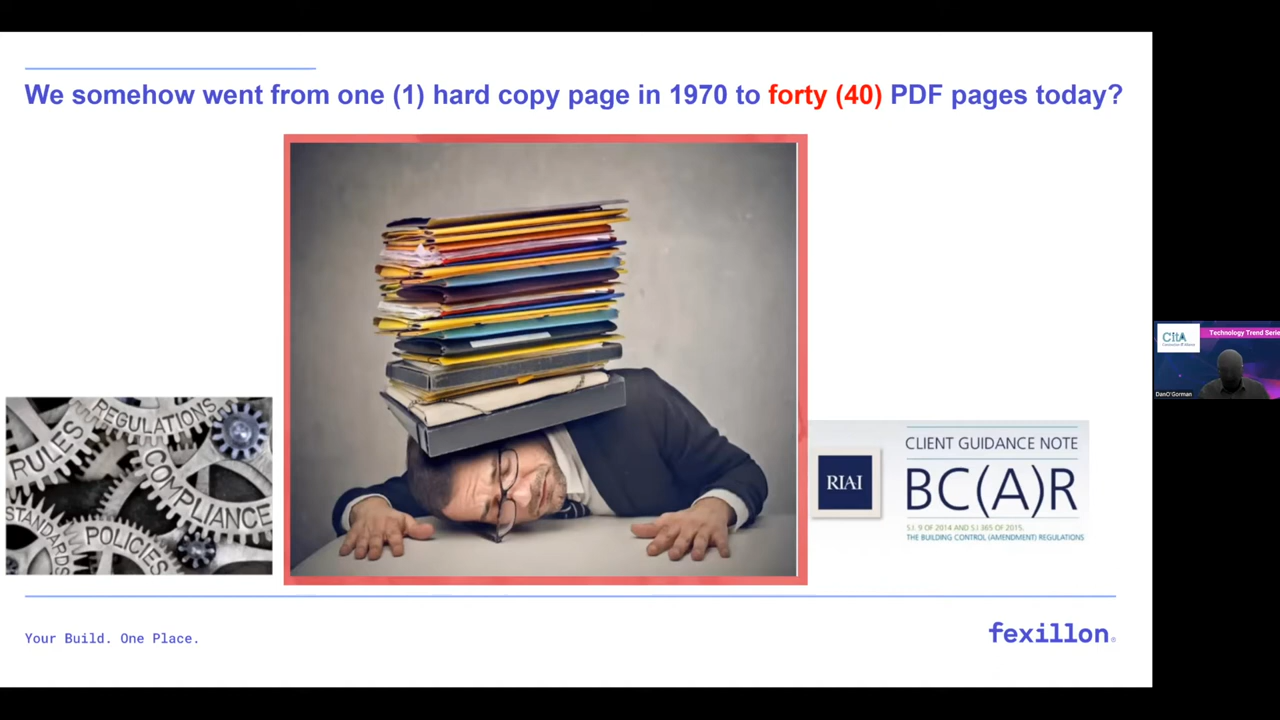 We somehow went from one (1) hard copy page in 1970 to forty (40) PDF pages today?
REGULATIONS
RULES
COMPLIANCE
STANDARDS
POLICIES
CLIENT GUIDANCE NOTE
RIAI
BC(A)R
S.I. 9 OF 2014 AND S.I 365 OF 2015.
THE BUILDING CONTROL (AMENDMENT) REGULATIONS
Your Build. One Place.
fexillon
CitA
Technology Trend Serie
DanO'Gorman